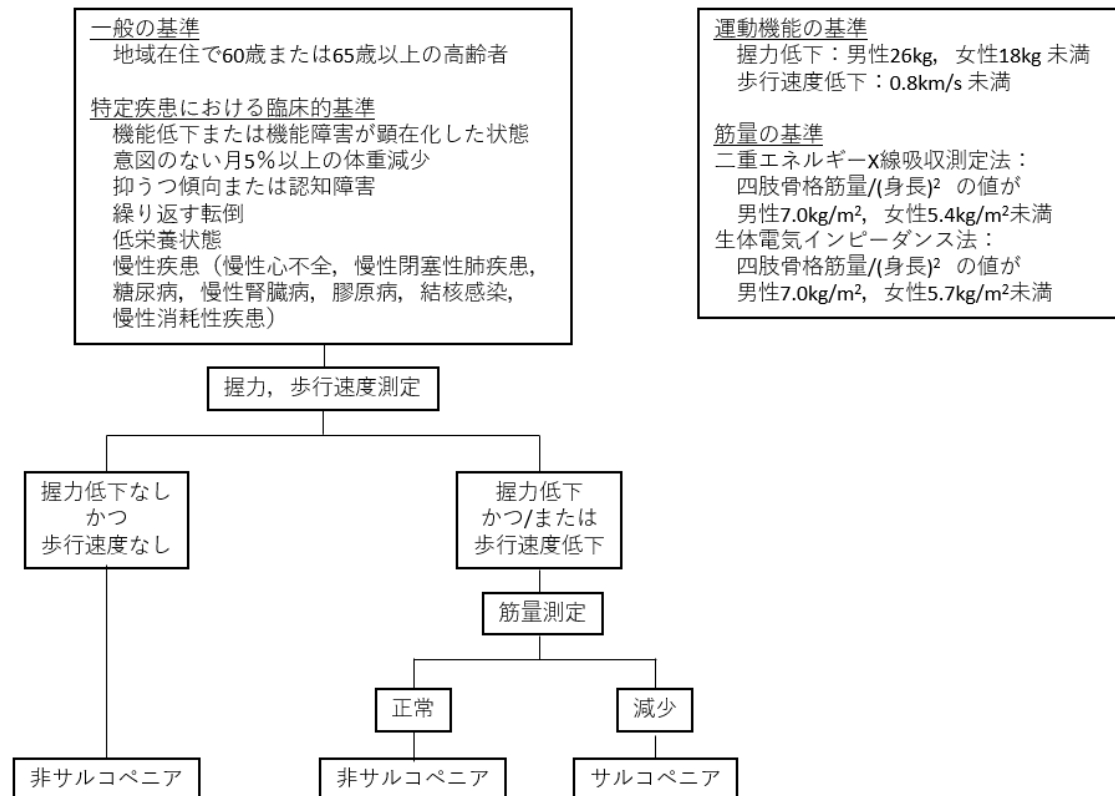 一般の基準
地域在住で60歳または65歳以上の高齢者
特定疾患における臨床的基準
機能低下または機能障害が顕在化した状態
意図のない月5%以上の体重減少
抑うつ傾向または認知障害
繰り返す転倒
低栄養状態
慢性疾患（慢性心不全，慢性閉塞性肺疾患，
糖尿病，慢性腎臓病，膠原病，結核感染，
慢性消耗性疾患）
運動機能の基準
握力低下：男性26kg，女性18kg 未満
歩行速度低下：0.8km/s 未満
筋量の基準
二重エネルギーX線吸収測定法：
四肢骨格筋量/(身長)² の値が
男性7.0kg/m²，女性5.4kg/m²未満
生体電気インピーダンス法：
四肢骨格筋量/(身長)² の値が
男性7.0kg/m²，女性5.7kg/m²未満
握力，歩行速度測定
握力低下なし
かつ
歩行速度なし
握力低下
かつ/または
歩行速度低下
筋量測定
正常
減少
非サルコペニア
非サルコペニア
サルコペニア